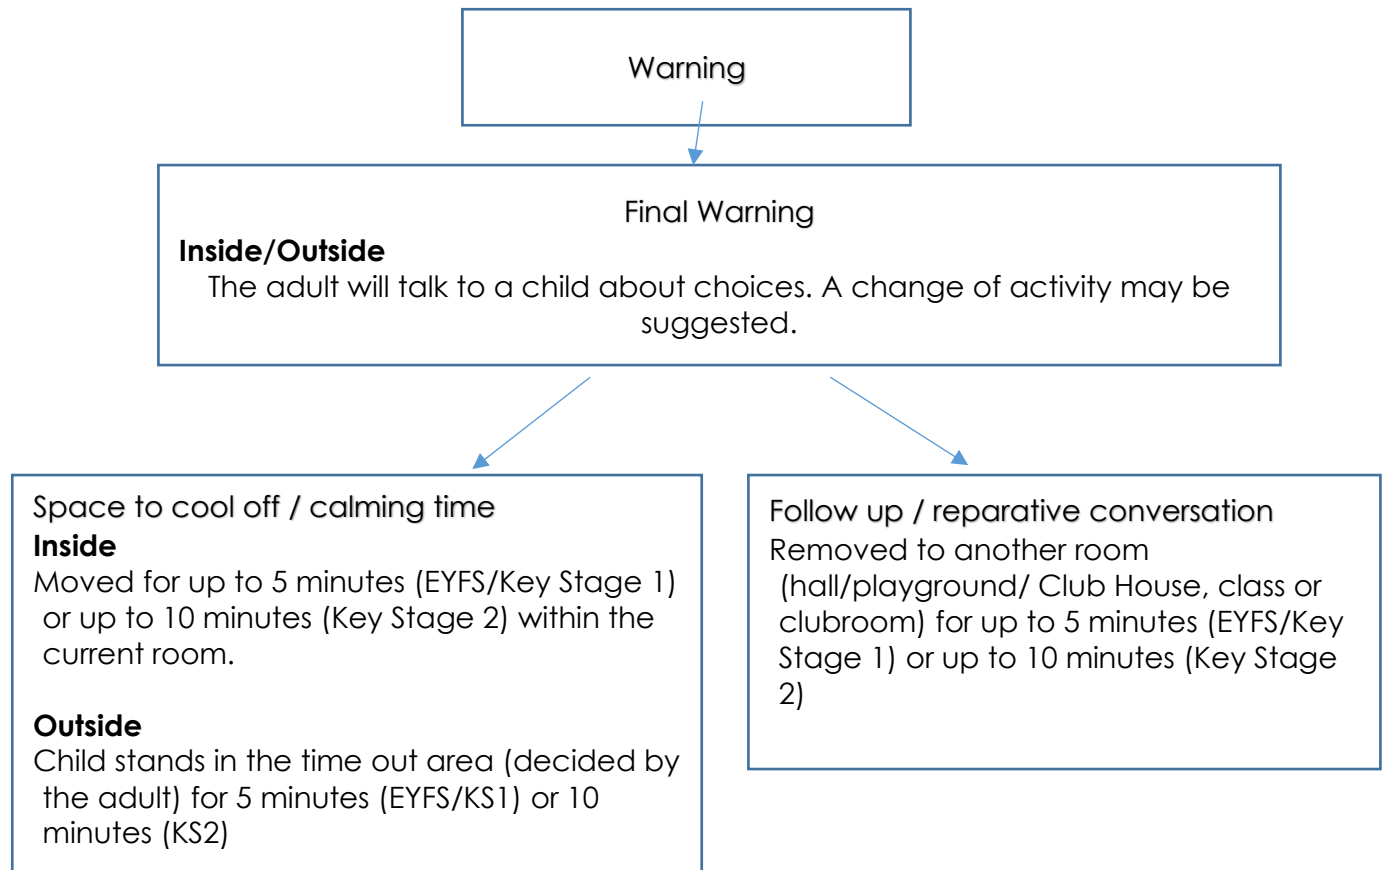 Warning
Final Warning
Inside/Outside
The adult will talk to a child about choices. A change of activity may be
suggested.
Space to cool off / calming time
Inside
Moved for up to 5 minutes (EYFS/Key Stage 1)
or up to 10 minutes (Key Stage 2) within the
current room.
Outside
Child stands in the time out area (decided by
the adult) for 5 minutes (EYFS/KS1) or 10
minutes (KS2)
Follow up / reparative conversation
Removed to another room
(hall/playground/ Club House, class or
clubroom) for up to 5 minutes (EYFS/Key
Stage 1) or up to 10 minutes (Key Stage
2)